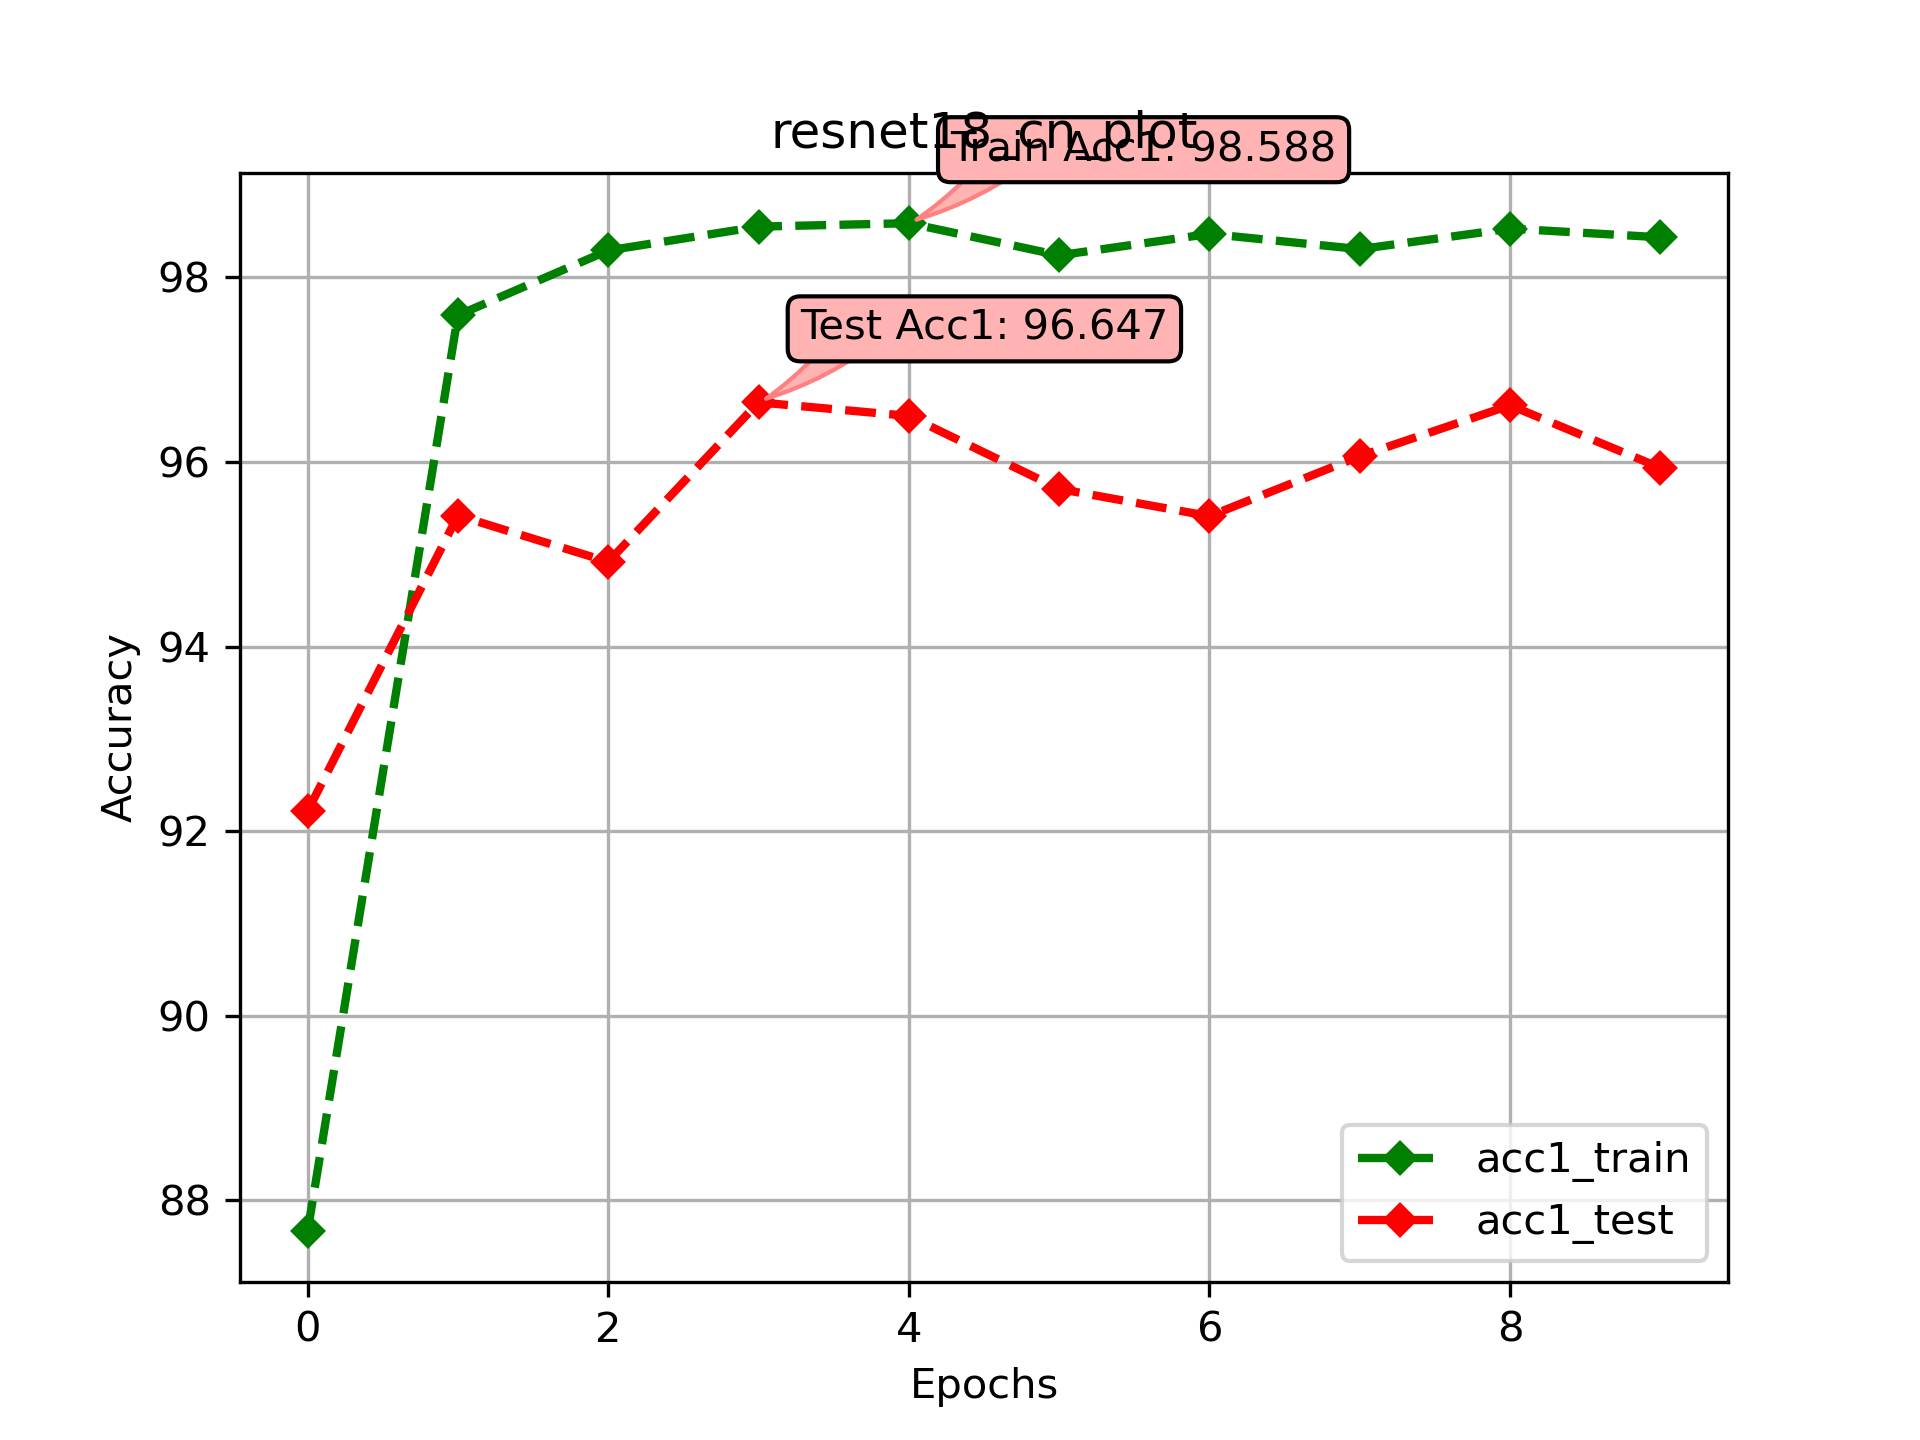 resnet18_cn_plot
Train Acc1: 98.588
Test Acc1: 96.647
98
96
94
92
90
88
Accuracy
0 2 4 6 8
Epochs
acc1_train
acc1_test